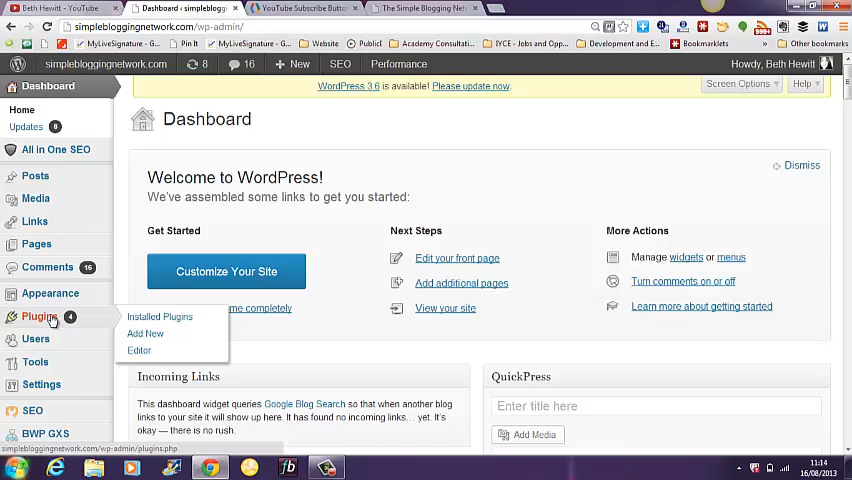 Beth Hewitt - YouTube
Dashboard ‹ simpleblogging
YouTube Subscribe Button
The Simple Blogging Net
simplebloggingnetwork.com/wp-admin/
MyLiveSignature - My
Pin It
MyLiveSignature - My
Website
Publicl
Academy Consultati
IYCE - Jobs and Opp
Development and E
Bookmarklets
Other bookmarks
999+
simplebloggingnetwork.com
8
16
+ New
SEO
Performance
Howdy, Beth Hewitt
Dashboard
Home
Updates 8
All in One SEO
Posts
Media
Links
Pages
Comments 16
Appearance
Plugins 4
Users
Tools
Settings
SEO
BWP GXS
Installed Plugins
Add New
Editor
WordPress 3.6 is available! Please update now.
Screen Options
Help
Dashboard
Dismiss
Welcome to WordPress!
We've assembled some links to get you started:
Get Started
Customize Your Site
me completely
Next Steps
Edit your front page
Add additional pages
View your site
More Actions
Manage widgets or menus
Turn comments on or off
Learn more about getting started
Incoming Links
This dashboard widget queries Google Blog Search so that when another blog
links to your site it will show up here. It has found no incoming links… yet. It's
okay — there is no rush.
QuickPress
Enter title here
Add Media
simplebloggingnetwork.com/wp-admin/plugins.php
11:14
16/08/2013